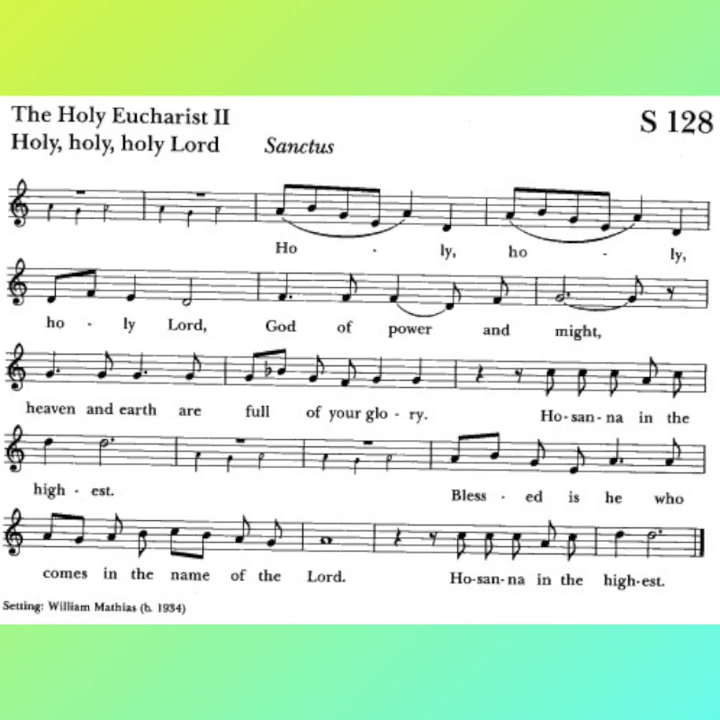 The Holy Eucharist II
S 128
Holy, holy, holy Lord Sanctus
Ho - ly, ho - ly,
ho - ly Lord, God of power and might,
heaven and earth are full of your glo - ry. Ho - san - na in the
high - est. Bless - ed is he who
comes in the name of the Lord. Ho-san-na in the high-est.
Setting: William Mathias (b. 1934)